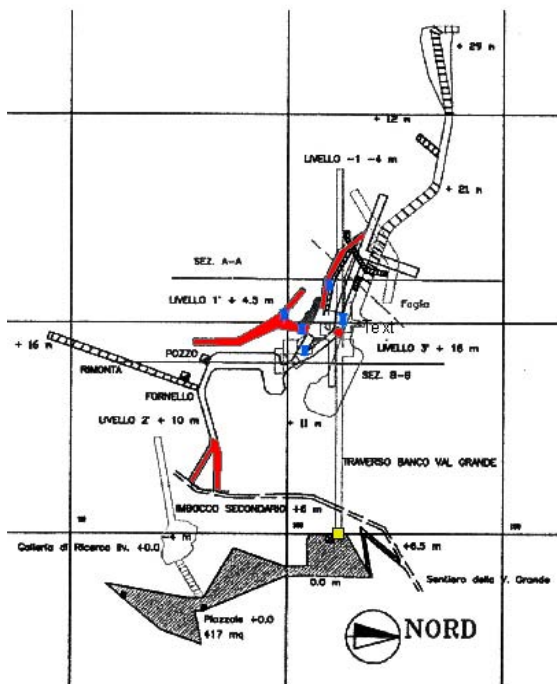 + 29 m
+ 12 m
LIVELLO -1 -4 m
+ 21 m
SEZ. A-A
LIVELLO 1° + 4.5 m
Foglia
Text
+ 16 m
POZZO
LIVELLO 3° + 16 m
RIMONTA
SEZ. B-B
FORNELLO
LIVELLO 2° + 10 m
+ 11 m
TRAVERSO BANCO VAL GRANDE
IMBOCCO SECONDARIO +6 m
-4 m
Galleria di Ricerca liv. +0.0
+6.5 m
0.0 m
Sentiero della V. Grande
Piazzale +0.0
417 mq
NORD